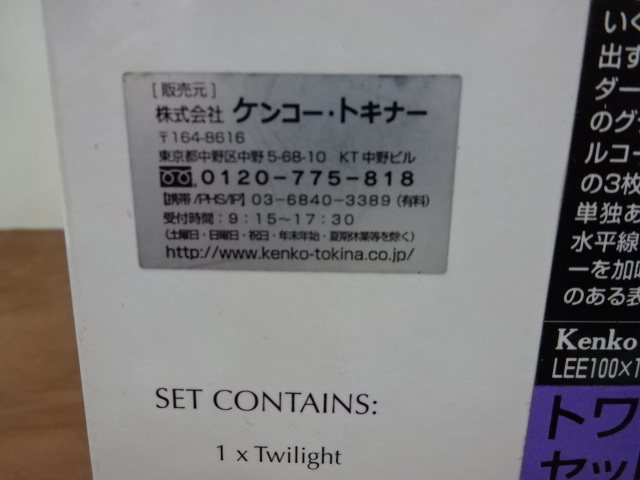 [販売元]
株式会社 ケンコー・トキナー
〒164-8616
東京都中野区中野5-68-10 KT中野ビル
0120-775-818
【携帯/PHS/IP】03-6840-3389(有料)
受付時間:9:15~17:30
(土曜日・日曜日・祝日・年末年始・夏期休業等を除く)
http://www.kenko-tokina.co.jp/
SET CONTAINS:
1 x Twilight
いく
出す
ダー
のグ
ルコー
の3枚
単独あ
水平線
ーを加
のある表
Kenko
LEE100×1
トワ
セッ